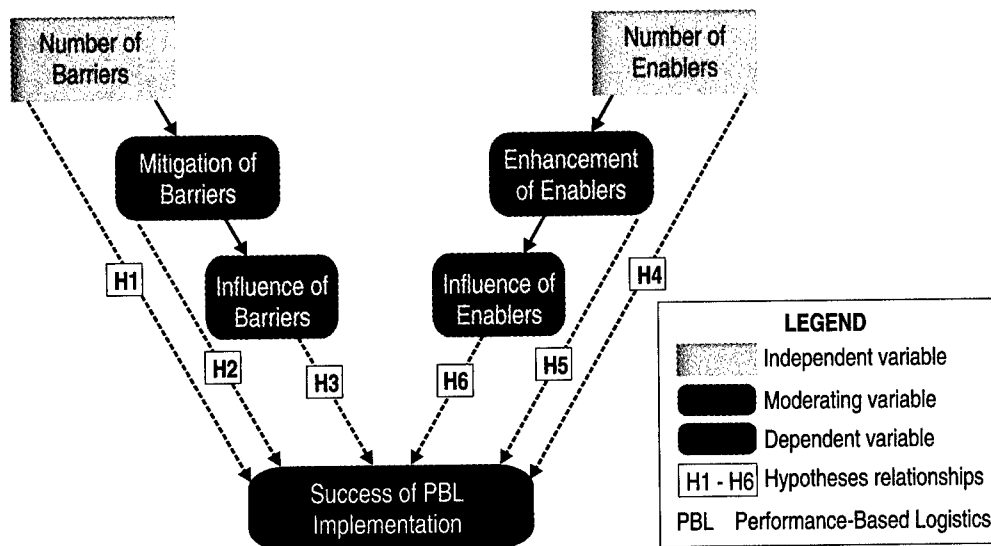 Number of
Barriers
Number of
Enablers
Mitigation of
Barriers
Enhancement
of Enablers
Influence of
Barriers
Influence of
Enablers
H1
H2
H3
H6
H5
H4
Success of PBL
Implementation
LEGEND
Independent variable
Moderating variable
Dependent variable
H1 - H6 Hypotheses relationships
PBL Performance-Based Logistics